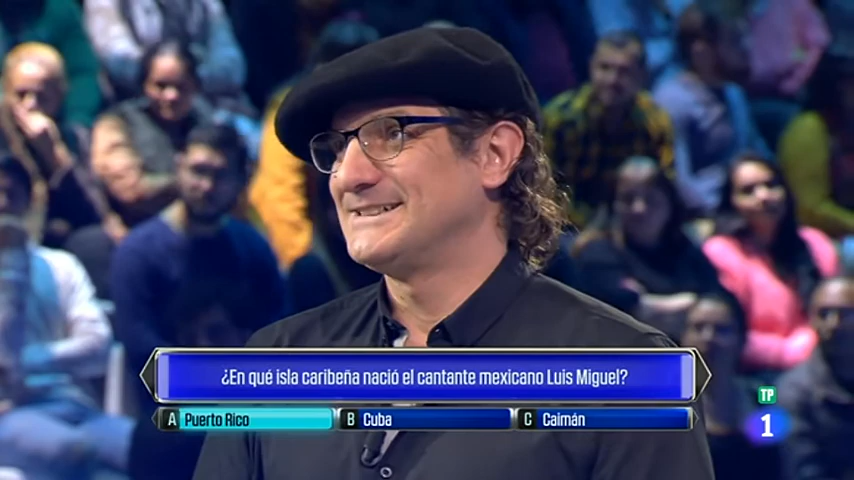 ¿En qué isla caribeña nació el cantante mexicano Luis Miguel?
A Puerto Rico
B Cuba
C Caimán
TP
1